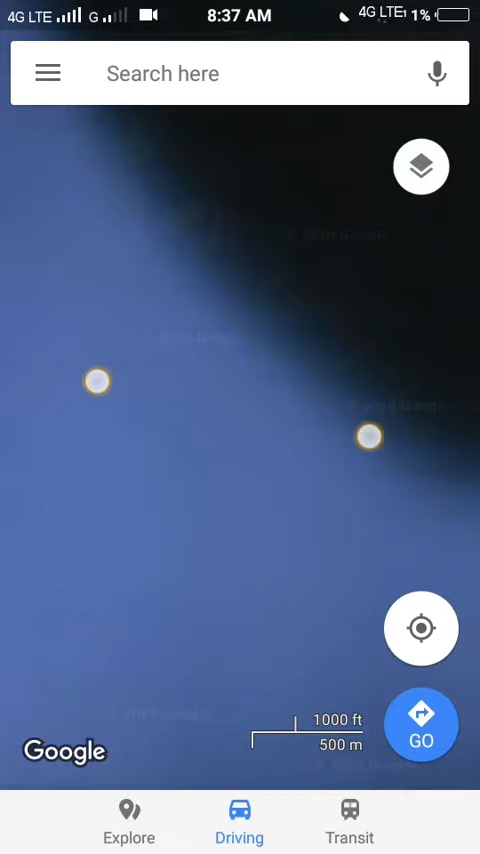 4G LTE G 8:37 AM 4G LTE 1%
Search here
1000 ft
500 m
GO
Google
Explore Driving Transit